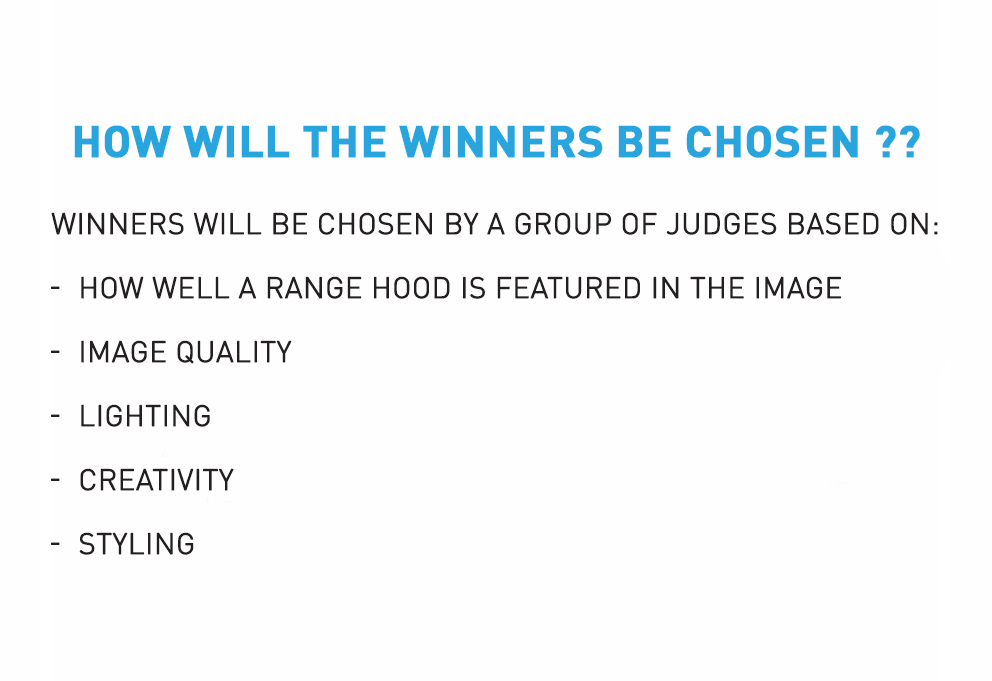 HOW WILL THE WINNERS BE CHOSEN ??
WINNERS WILL BE CHOSEN BY A GROUP OF JUDGES BASED ON:
- HOW WELL A RANGE HOOD IS FEATURED IN THE IMAGE
- IMAGE QUALITY
- LIGHTING
- CREATIVITY
- STYLING